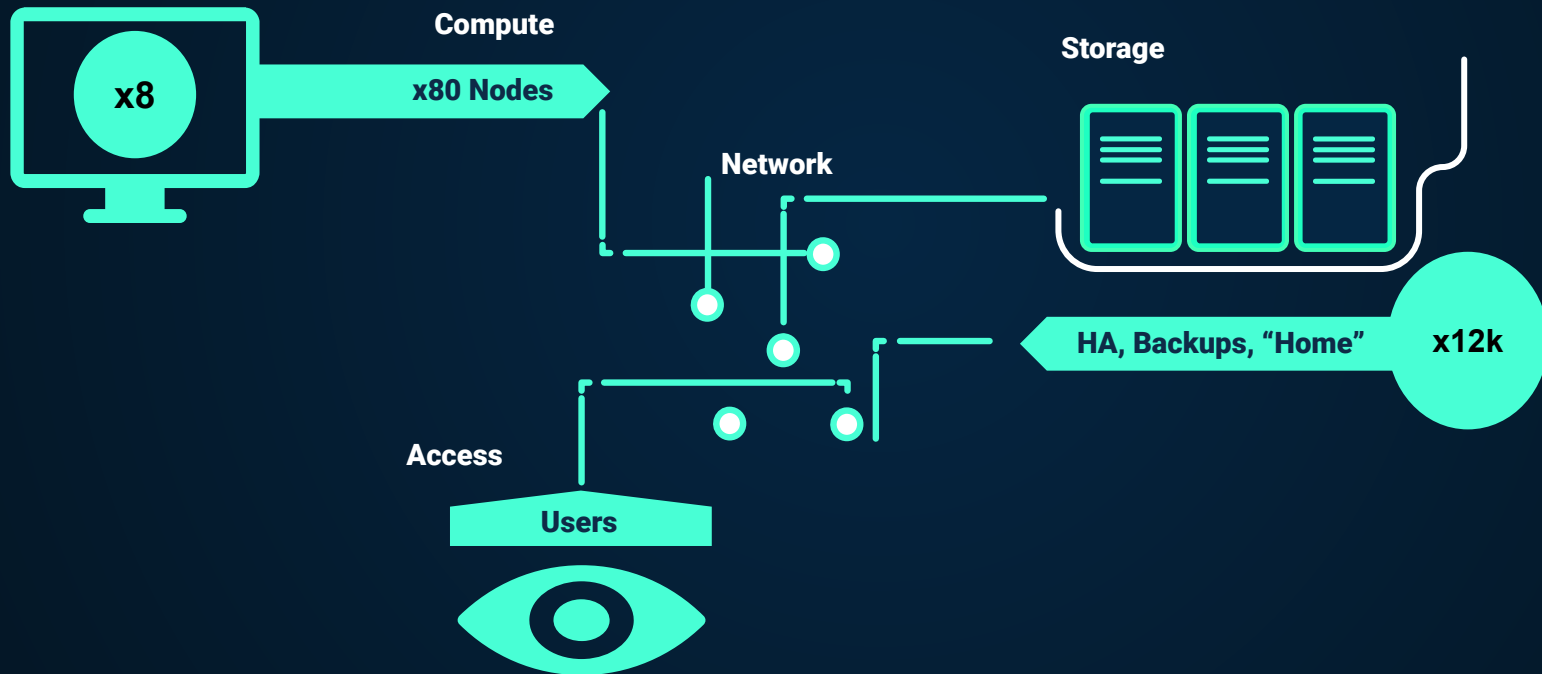 Compute
x8
x80 Nodes
Storage
Network
HA, Backups, “Home”
x12k
Access
Users